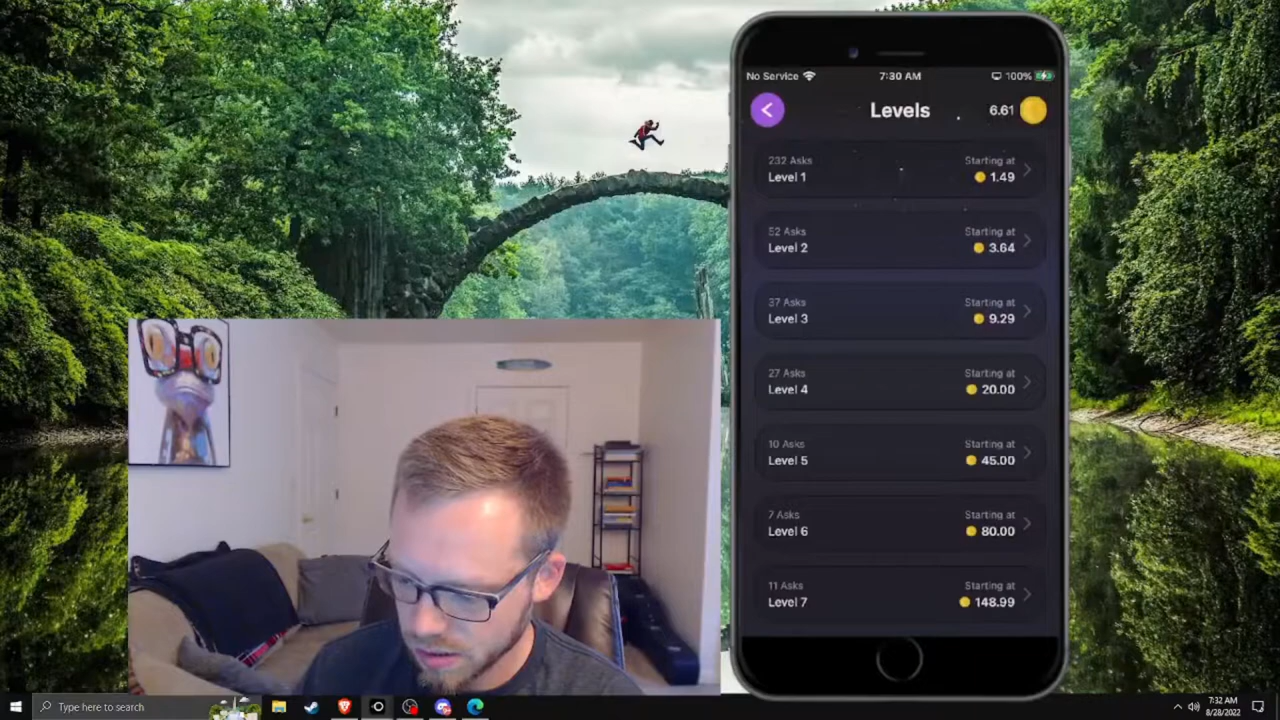 No Service
7:30 AM
100%
Levels
6.61
232 Asks
Starting at
Level 1
1.49
52 Asks
Starting at
Level 2
3.64
37 Asks
Starting at
Level 3
9.29
27 Asks
Starting at
Level 4
20.00
10 Asks
Starting at
Level 5
45.00
7 Asks
Starting at
Level 6
80.00
11 Asks
Starting at
Level 7
148.99
Type here to search
7:32 AM
8/28/2022